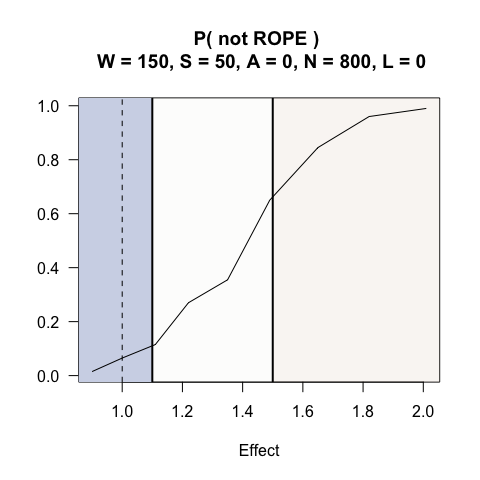 P( not ROPE )
W = 150, S = 50, A = 0, N = 800, L = 0
1.0
0.8
0.6
0.4
0.2
0.0
1.0 1.2 1.4 1.6 1.8 2.0
Effect